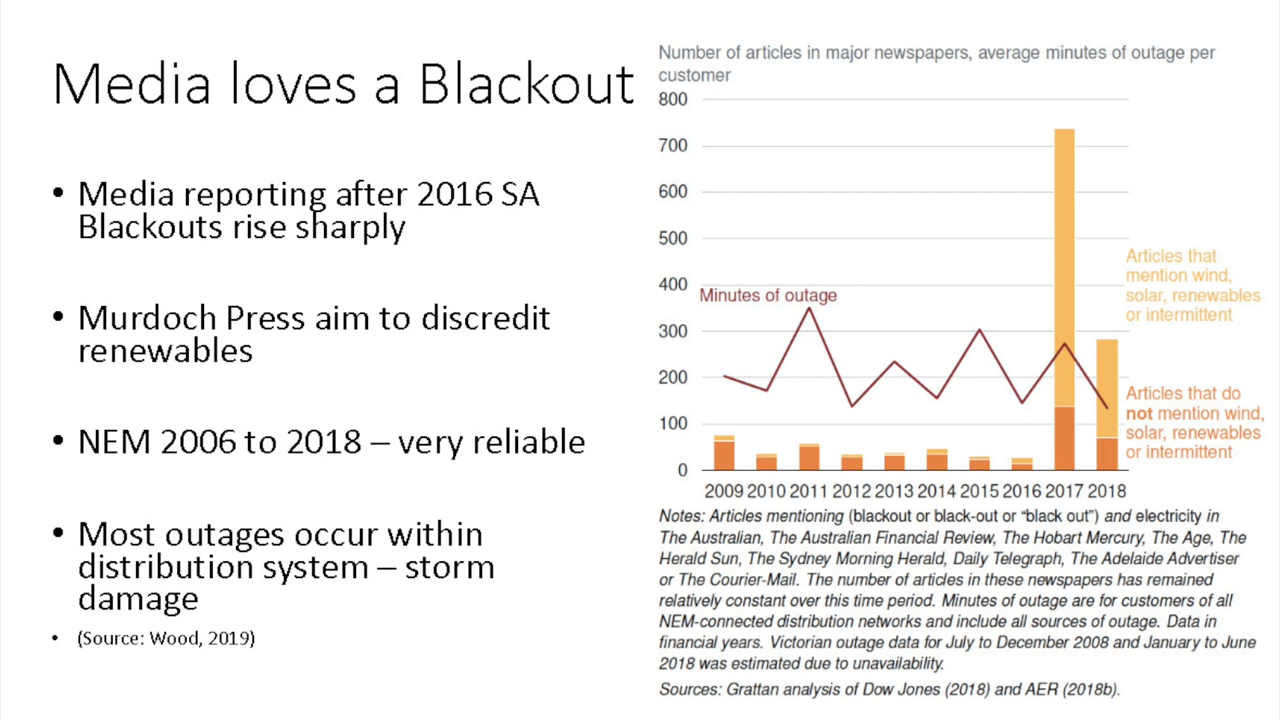 Media loves a Blackout
• Media reporting after 2016 SA
Blackouts rise sharply
• Murdoch Press aim to discredit
renewables
• NEM 2006 to 2018 – very reliable
• Most outages occur within
distribution system – storm
damage
• (Source: Wood, 2019)
Number of articles in major newspapers, average minutes of outage per
customer
800
700
600
500
400
300
200
100
0
Minutes of outage
Articles that
mention wind,
solar, renewables
or intermittent
Articles that do
not mention wind,
solar, renewables
or intermittent
2009 2010 2011 2012 2013 2014 2015 2016 2017 2018
Notes: Articles mentioning (blackout or black-out or “black out”) and electricity in
The Australian, The Australian Financial Review, The Hobart Mercury, The Age, The
Herald Sun, The Sydney Morning Herald, Daily Telegraph, The Adelaide Advertiser
or The Courier-Mail. The number of articles in these newspapers has remained
relatively constant over this time period. Minutes of outage are for customers of all
NEM-connected distribution networks and include all sources of outage. Data in
financial years. Victorian outage data for July to December 2008 and January to June
2018 was estimated due to unavailability.
Sources: Grattan analysis of Dow Jones (2018) and AER (2018b).